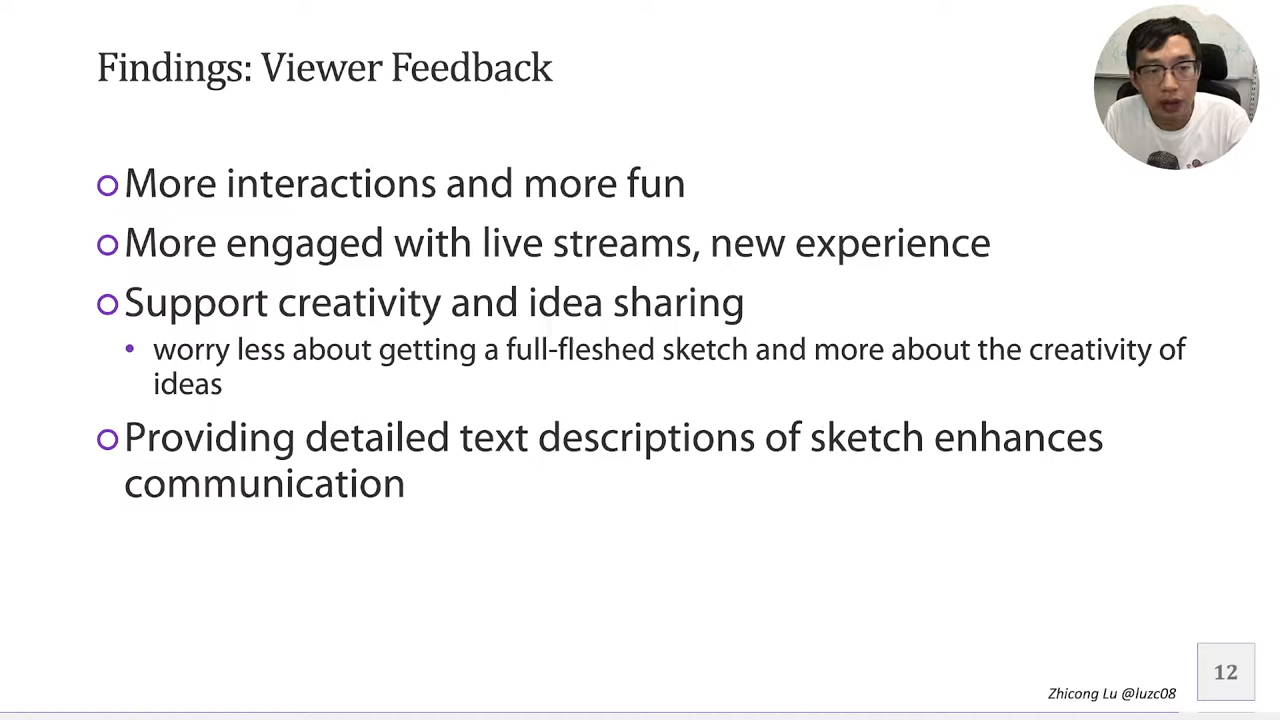 Findings: Viewer Feedback
More interactions and more fun
More engaged with live streams, new experience
Support creativity and idea sharing
worry less about getting a full-fleshed sketch and more about the creativity of
ideas
Providing detailed text descriptions of sketch enhances
communication
Zhicong Lu @luzc08
12